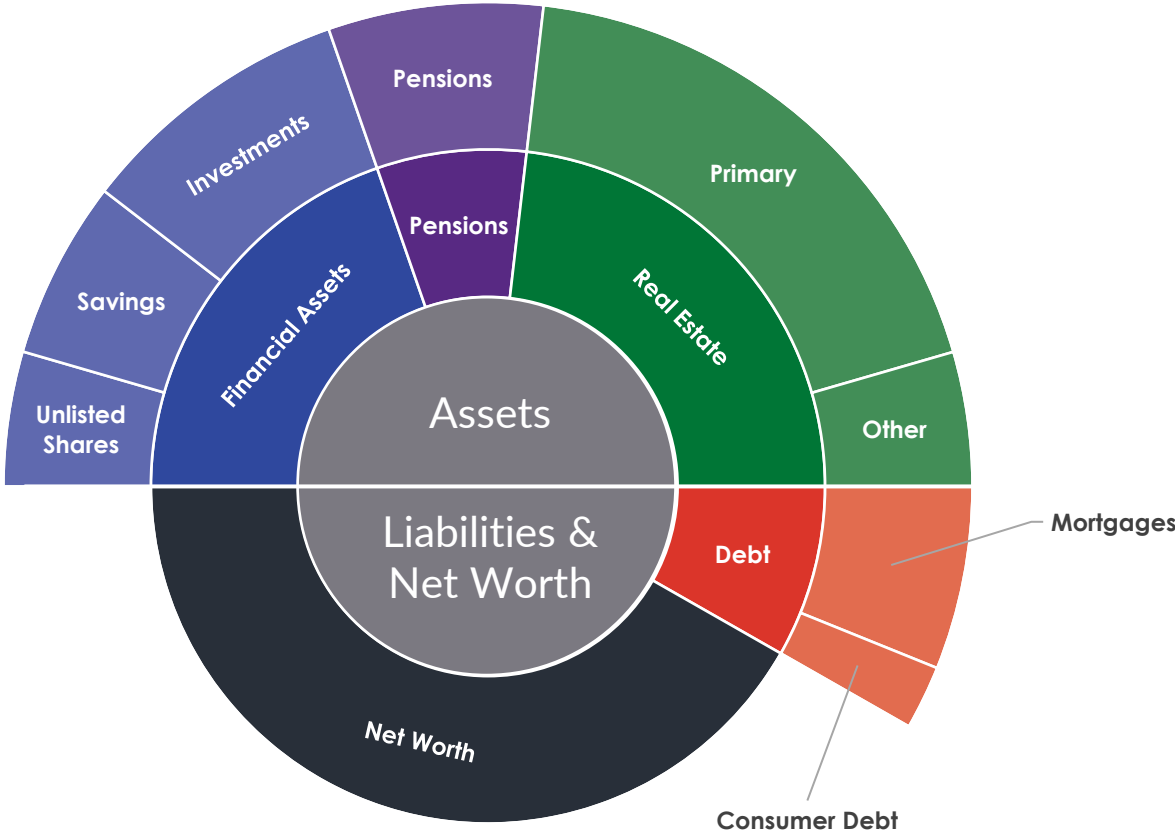 Pensions
Investments
Primary
Pensions
Savings
Financial Assets
Real Estate
Unlisted
Shares
Assets
Other
Liabilities &
Net Worth
Mortgages
Debt
Net Worth
Consumer Debt